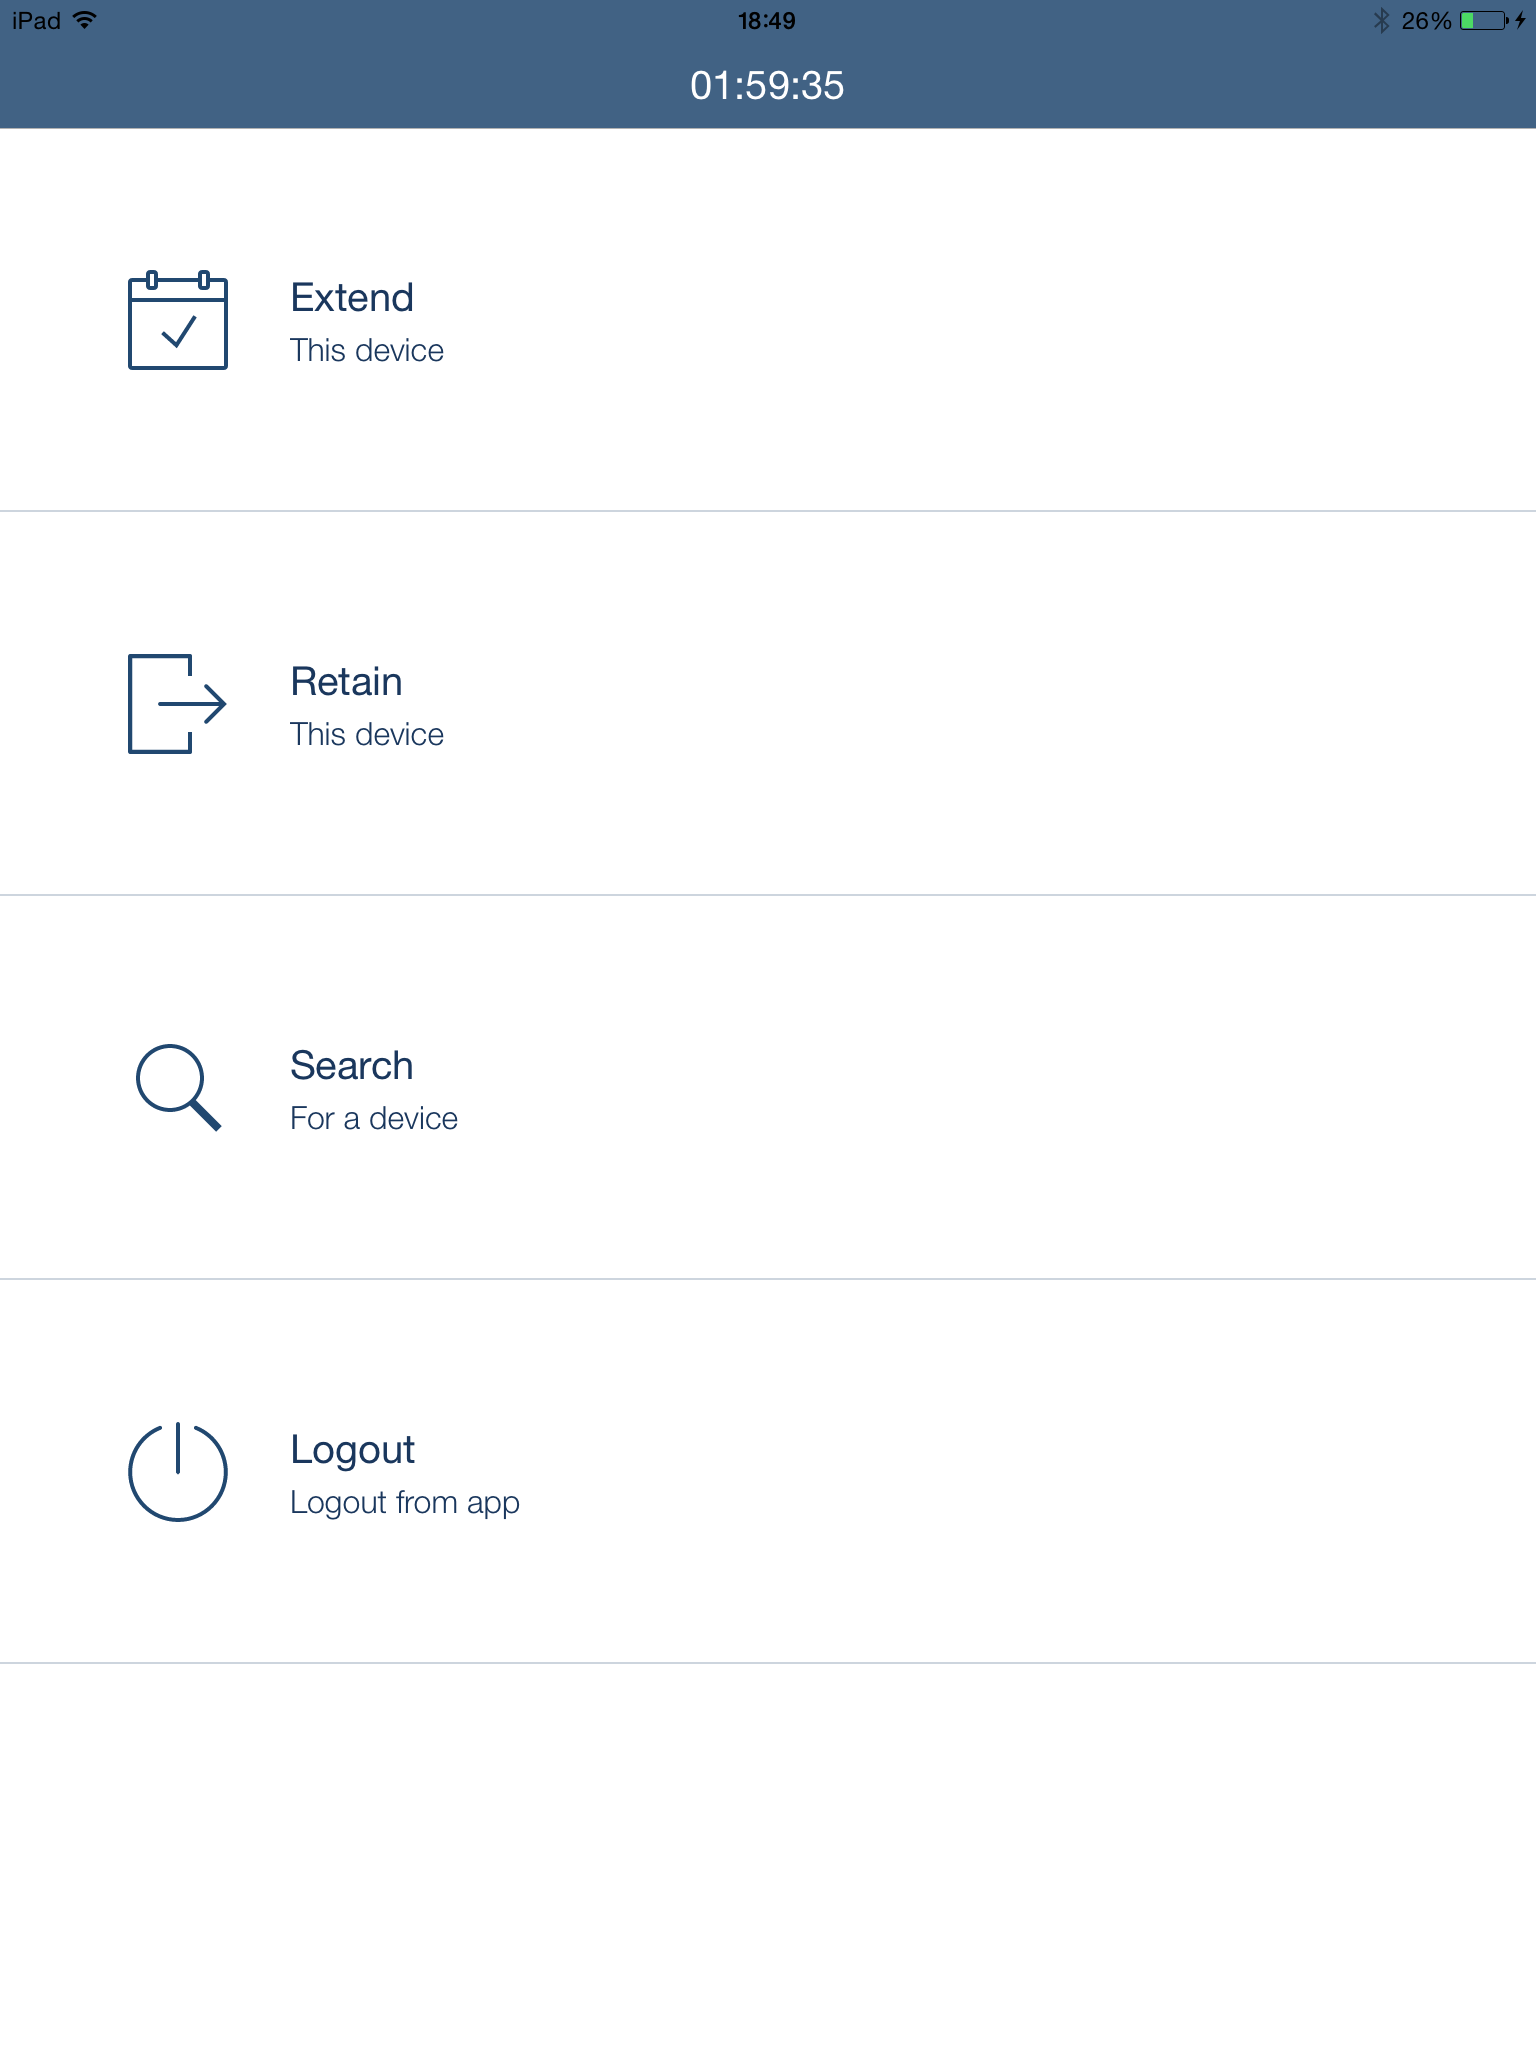 iPad 18:49 26%
01:59:35
Extend
This device
Retain
This device
Search
For a device
Logout
Logout from app